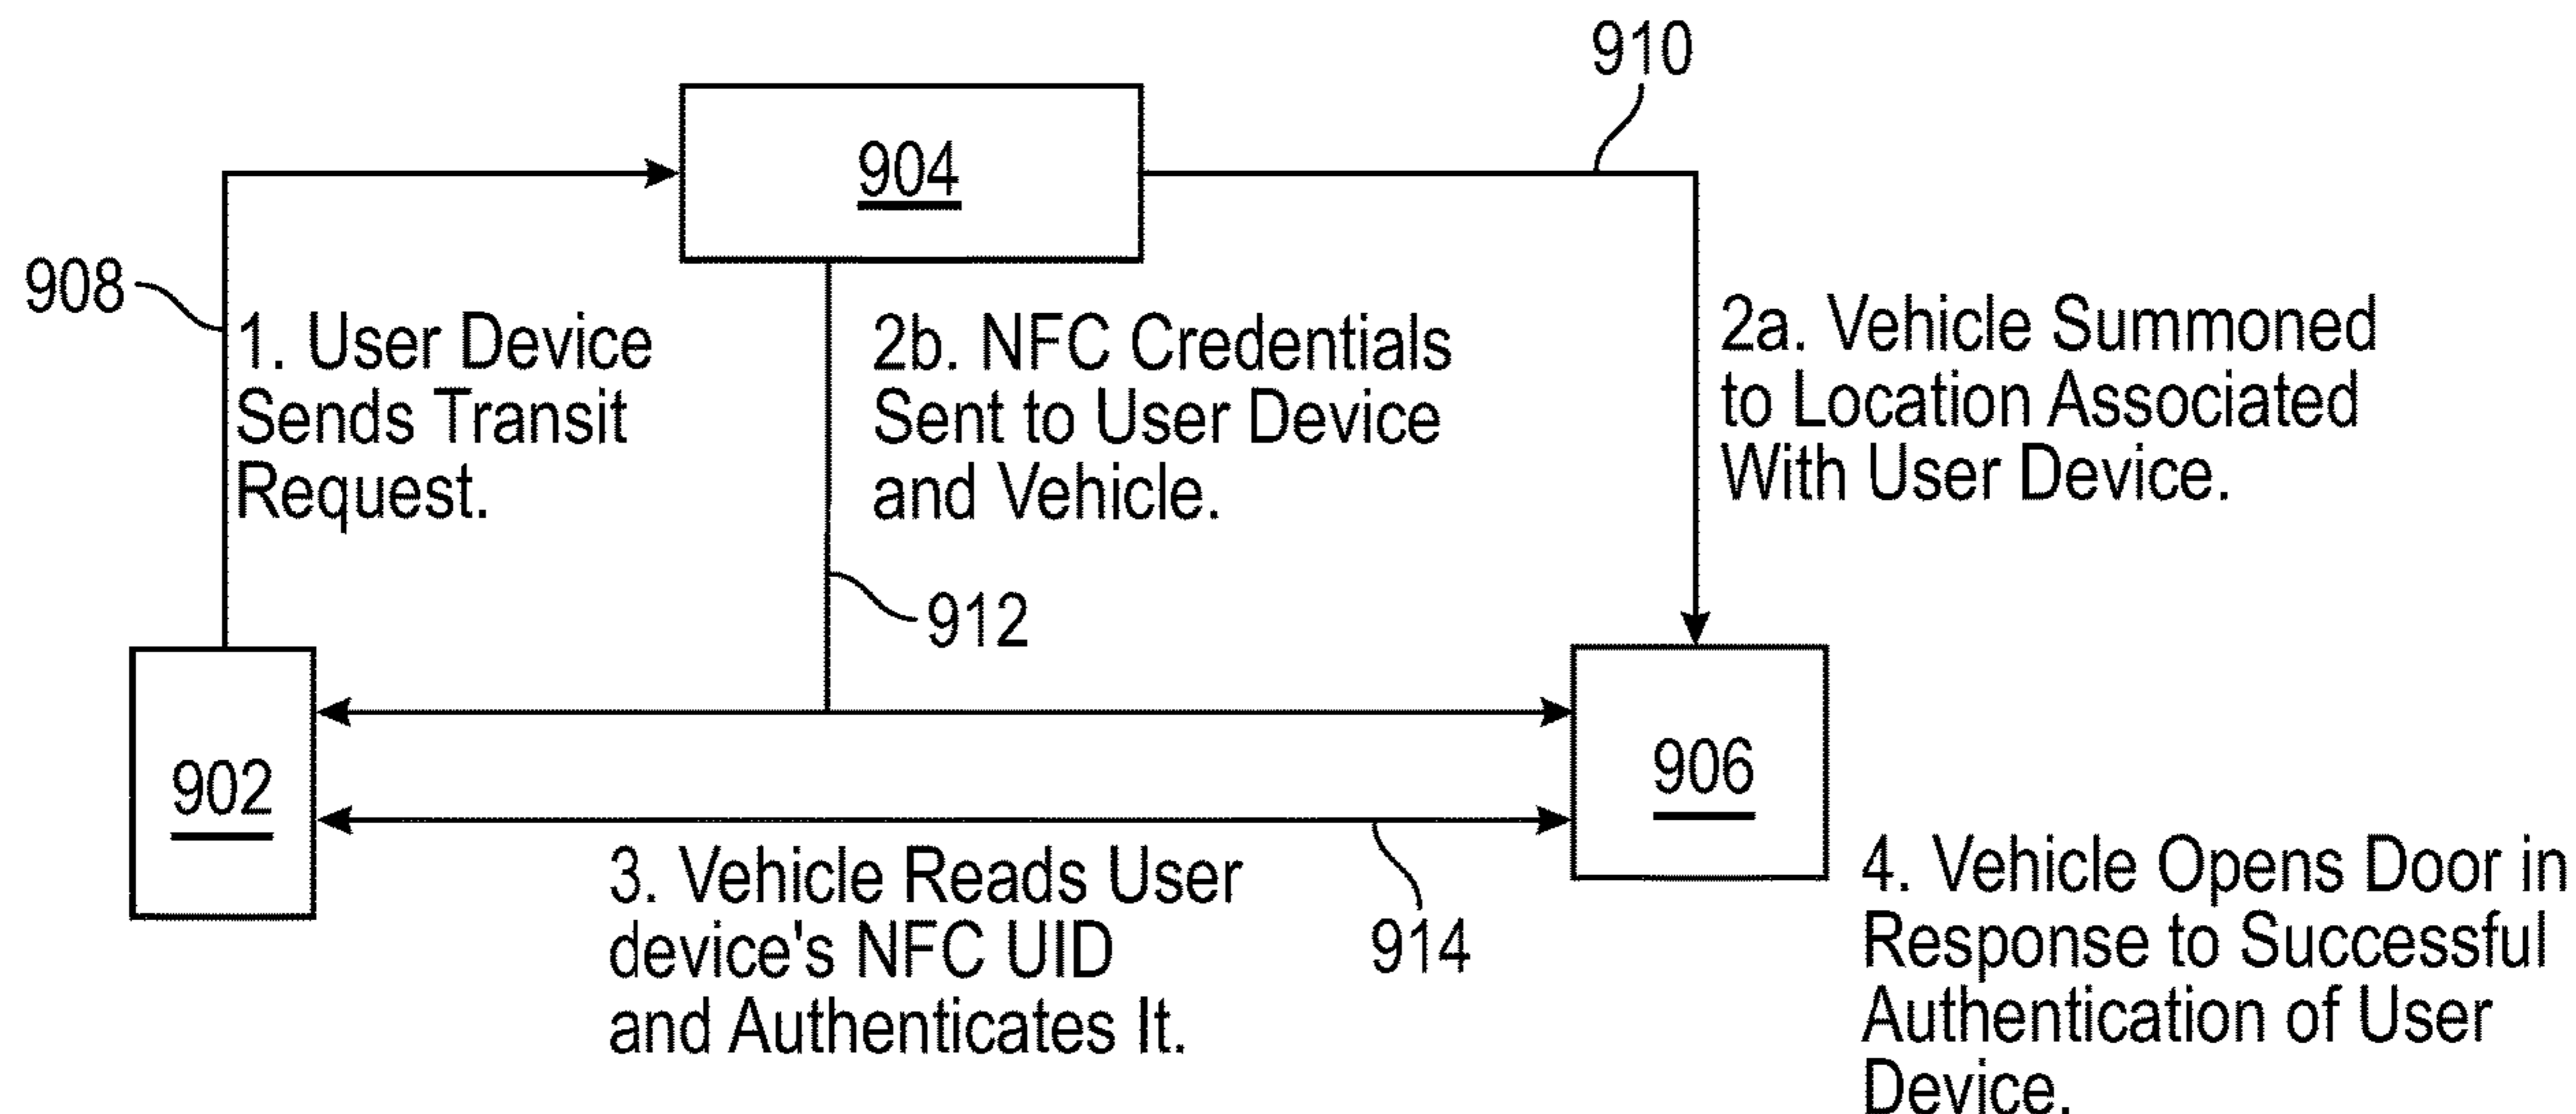 910
904
908
1. User Device
Sends Transit
Request.
2b. NFC Credentials
Sent to User Device
and Vehicle.
2a. Vehicle Summoned
to Location Associated
With User Device.
912
902
906
3. Vehicle Reads User
device's NFC UID
and Authenticates It.
914
4. Vehicle Opens Door in
Response to Successful
Authentication of User
Device.